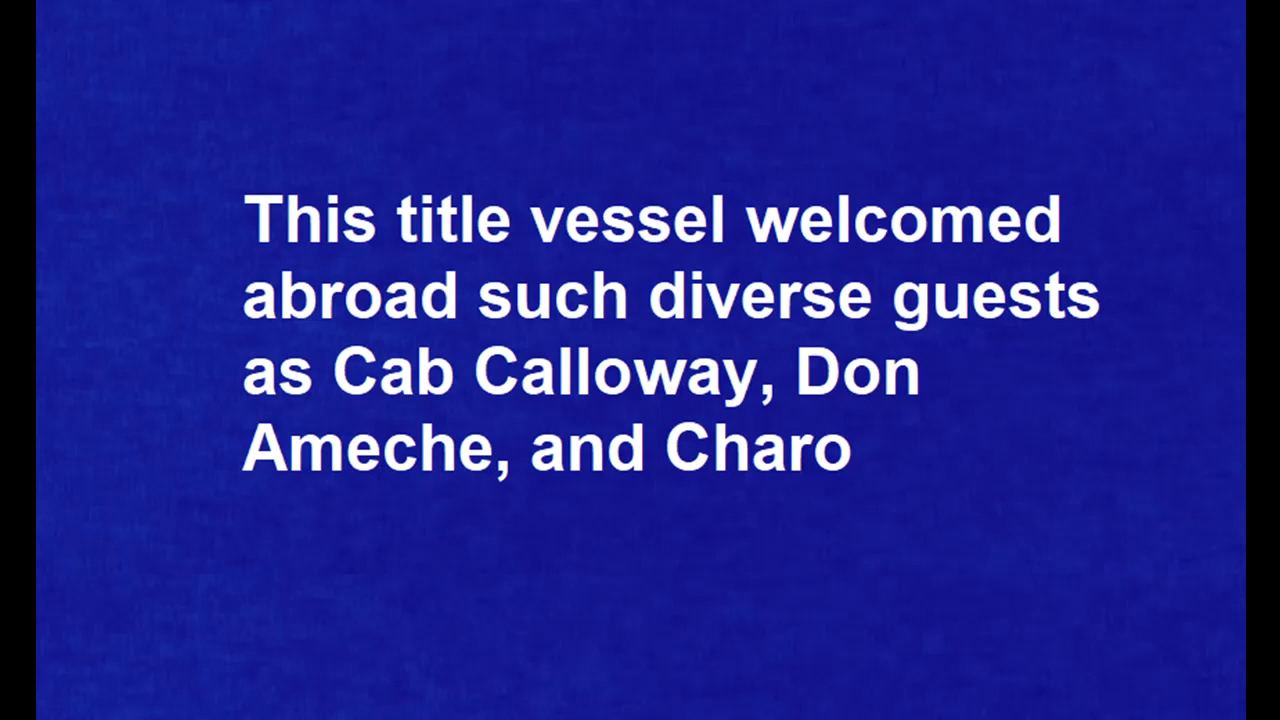 This title vessel welcomed
abroad such diverse guests
as Cab Calloway, Don
Ameche, and Charo